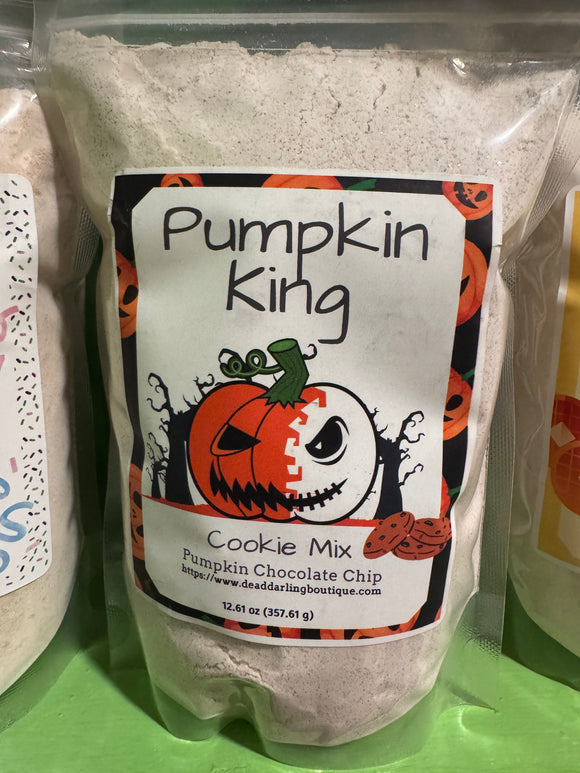 Pumpkin
King
Cookie Mix
Pumpkin Chocolate Chip
https://www.deaddarlingboutique.com
12.61 oz (357.61 g)